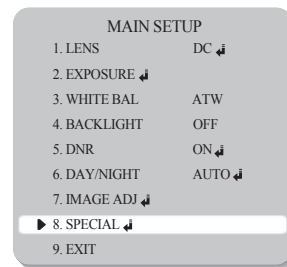 MAIN SETUP
1. LENS DC ↲
2. EXPOSURE ↲
3. WHITE BAL ATW
4. BACKLIGHT OFF
5. DNR ON ↲
6. DAY/NIGHT AUTO ↲
7. IMAGE ADJ ↲
▶ 8. SPECIAL ↲
9. EXIT